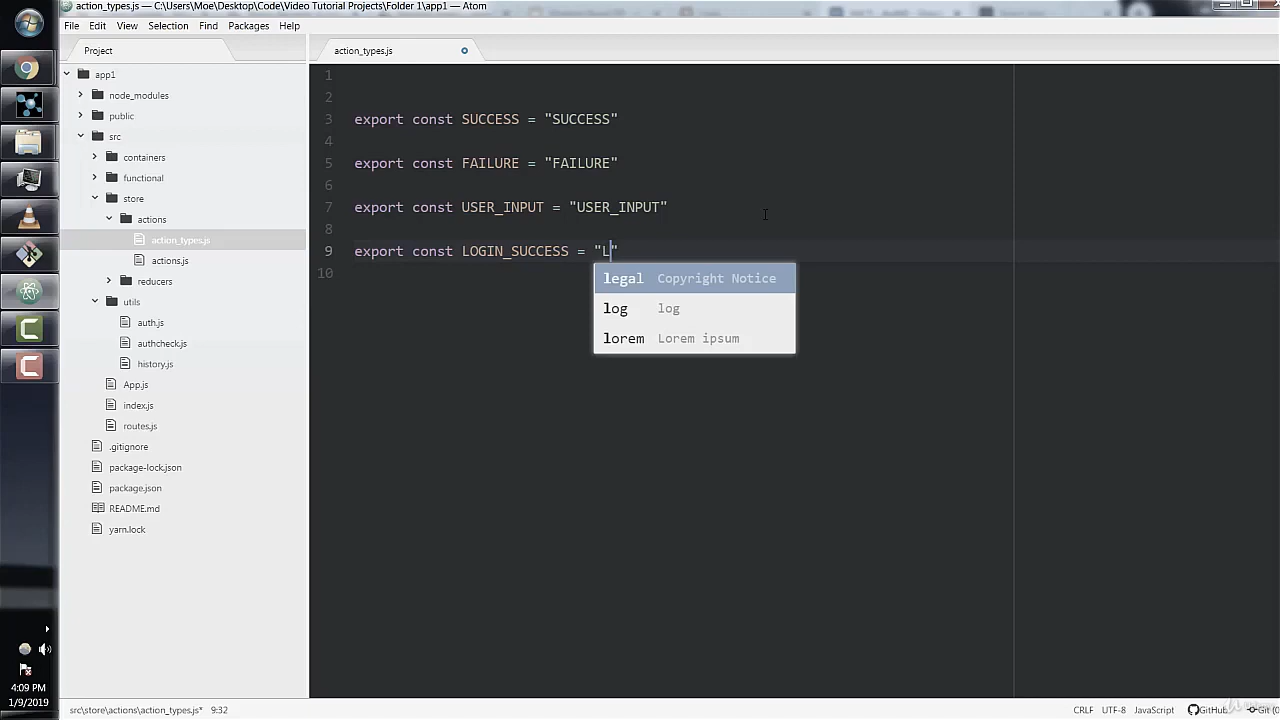 action_types.js — C:\Users\Moe\Desktop\Code\Video Tutorial Projects\Folder 1\app1 — Atom
File Edit View Selection Find Packages Help
Project
action_types.js
app1
node_modules
public
src
containers
functional
store
actions
action_types.js
actions.js
reducers
utils
auth.js
authcheck.js
history.js
App.js
index.js
routes.js
.gitignore
package-lock.json
package.json
README.md
yarn.lock
1
2
3 export const SUCCESS = "SUCCESS"
4
5 export const FAILURE = "FAILURE"
6
7 export const USER_INPUT = "USER_INPUT"
8
9 export const LOGIN_SUCCESS = "L"
10
legal Copyright Notice
log log
lorem Lorem ipsum
4:09 PM
1/9/2019
src\store\actions\action_types.js* 9:32
CRLF UTF-8 JavaScript GitHub Git (0